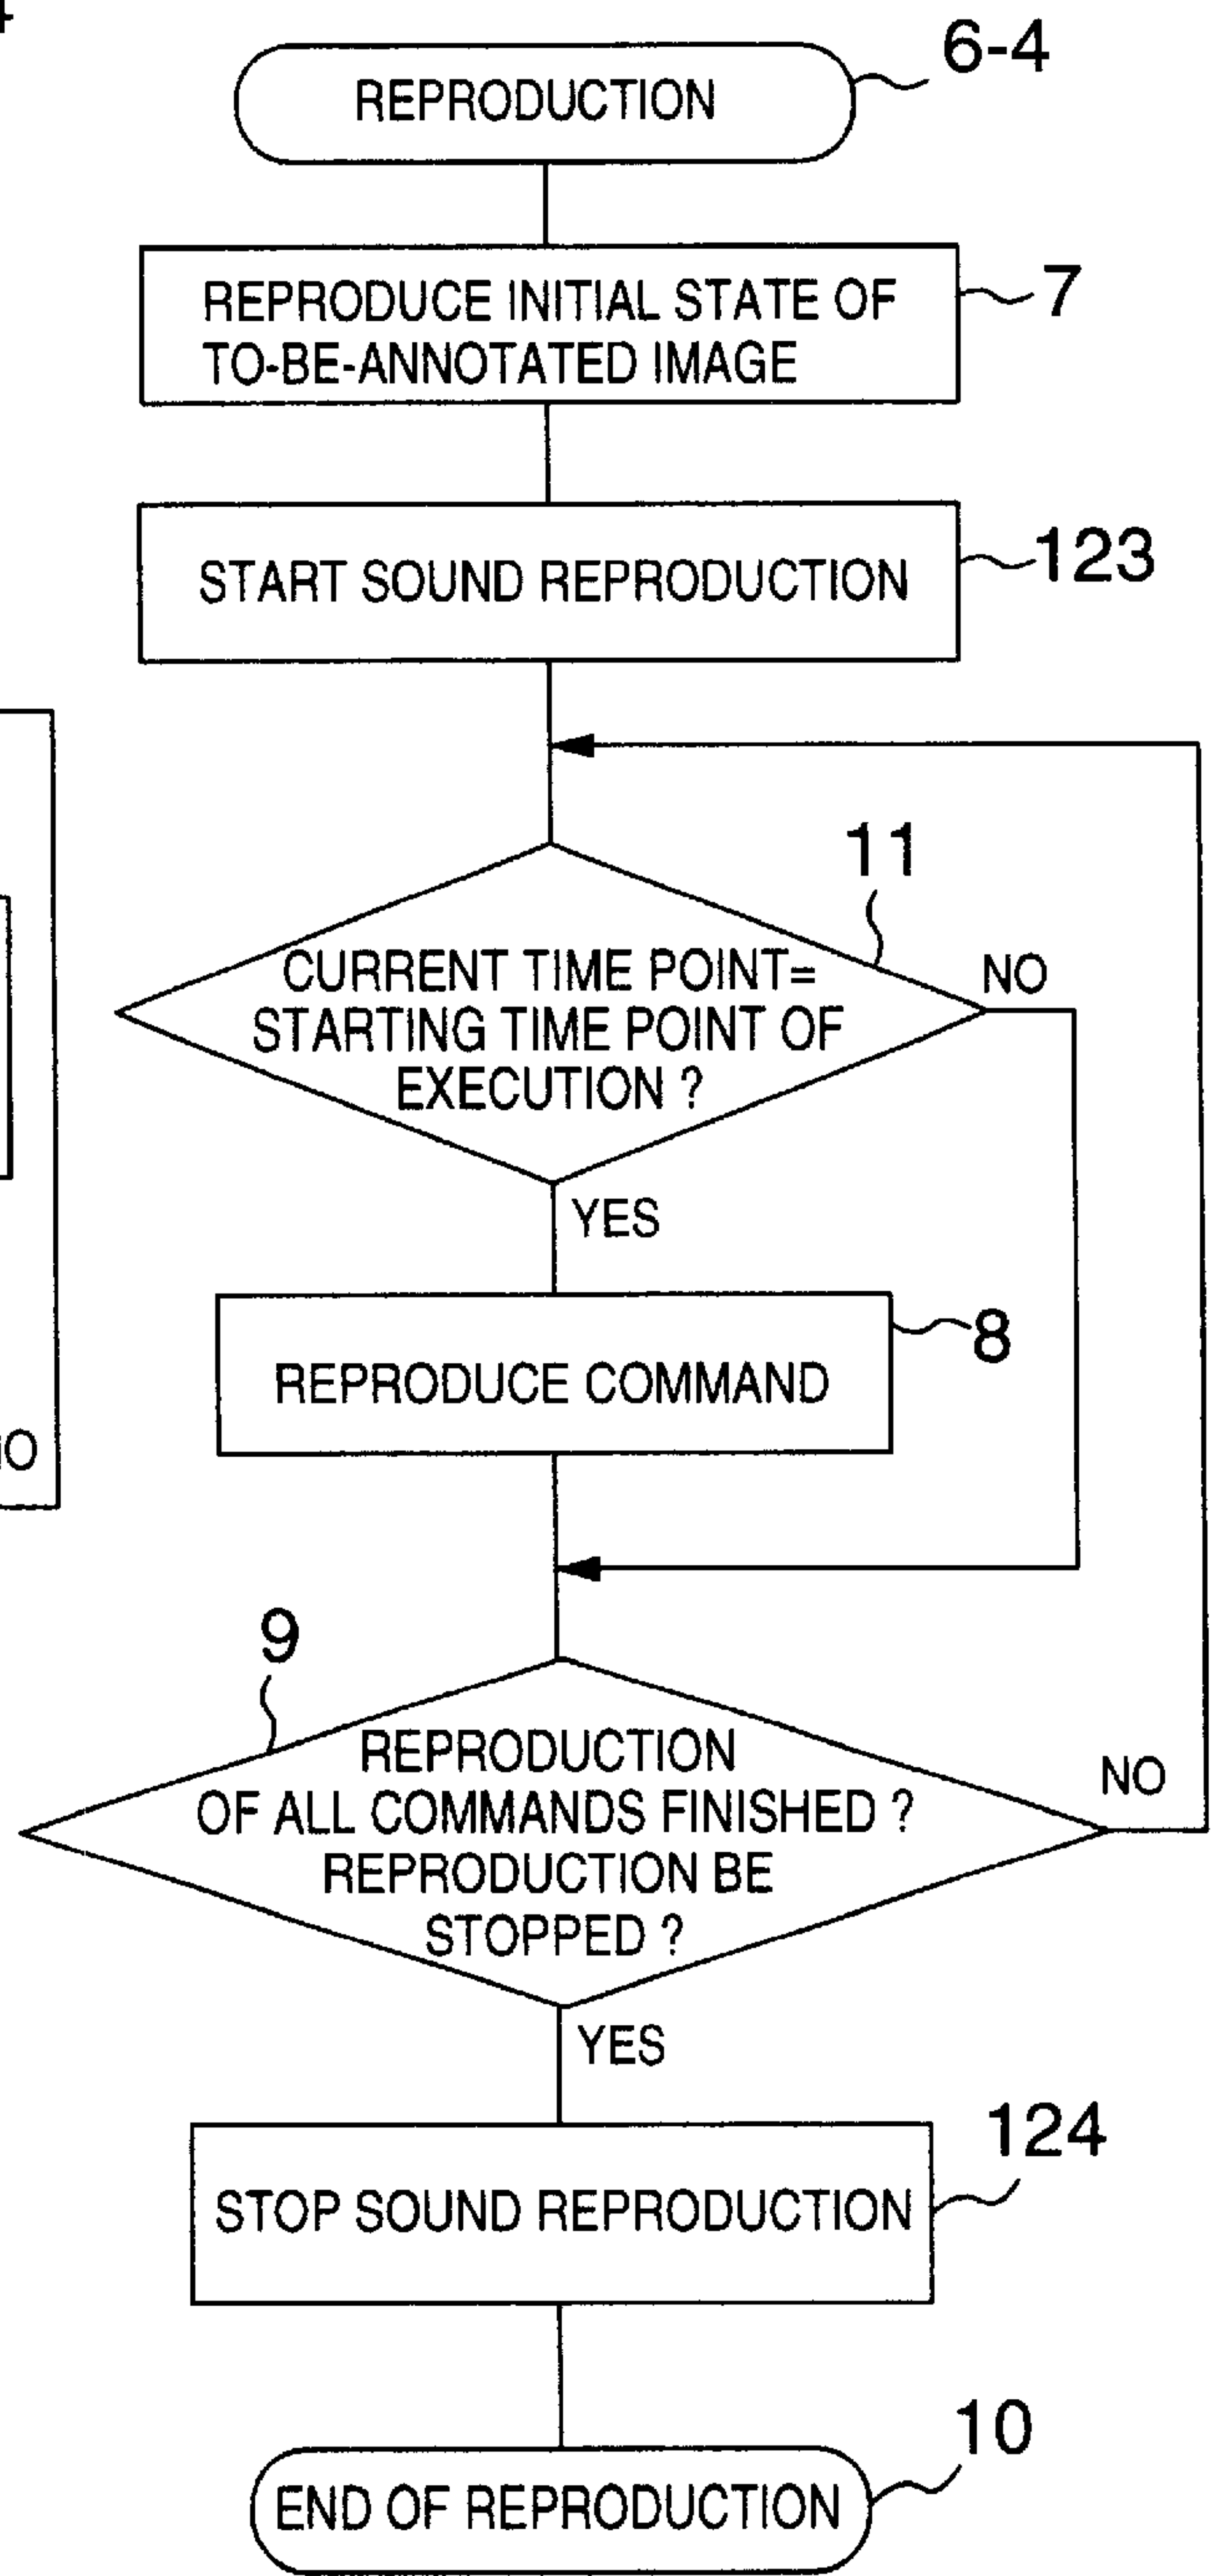 4
6-4
REPRODUCTION
REPRODUCE INITIAL STATE OF
TO-BE-ANNOTATED IMAGE
7
START SOUND REPRODUCTION
123
11
CURRENT TIME POINT=
STARTING TIME POINT OF
EXECUTION ?
NO
YES
REPRODUCE COMMAND
8
9
REPRODUCTION
OF ALL COMMANDS FINISHED ?
REPRODUCTION BE
STOPPED ?
NO
YES
STOP SOUND REPRODUCTION
124
10
END OF REPRODUCTION